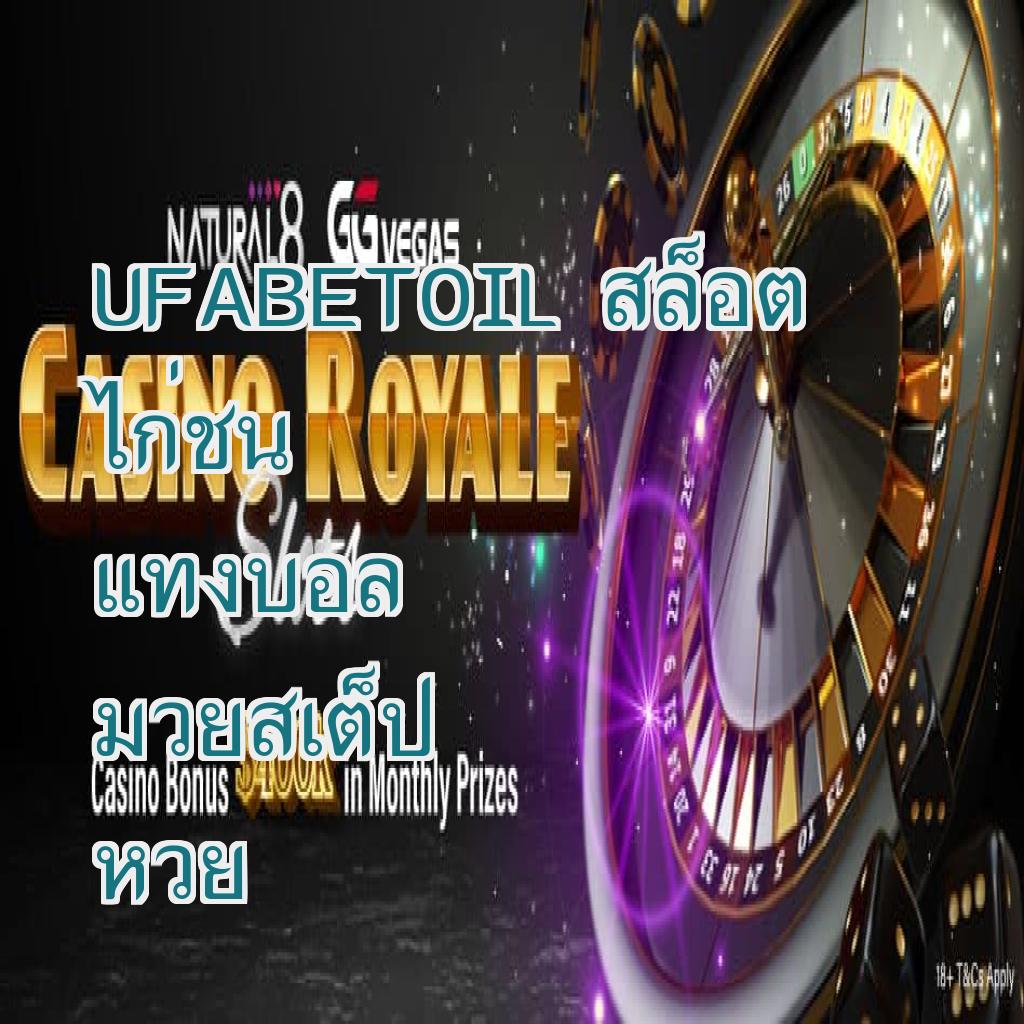 NATURAL8 GGVEGAS
UFABETOIL สล็อต
CASINO ROYALE
ไก่ชน
Slots
แทงบอล
มวยสเต็ป
Casino Bonus in Monthly Prizes
หวย
18+ T&Cs Apply